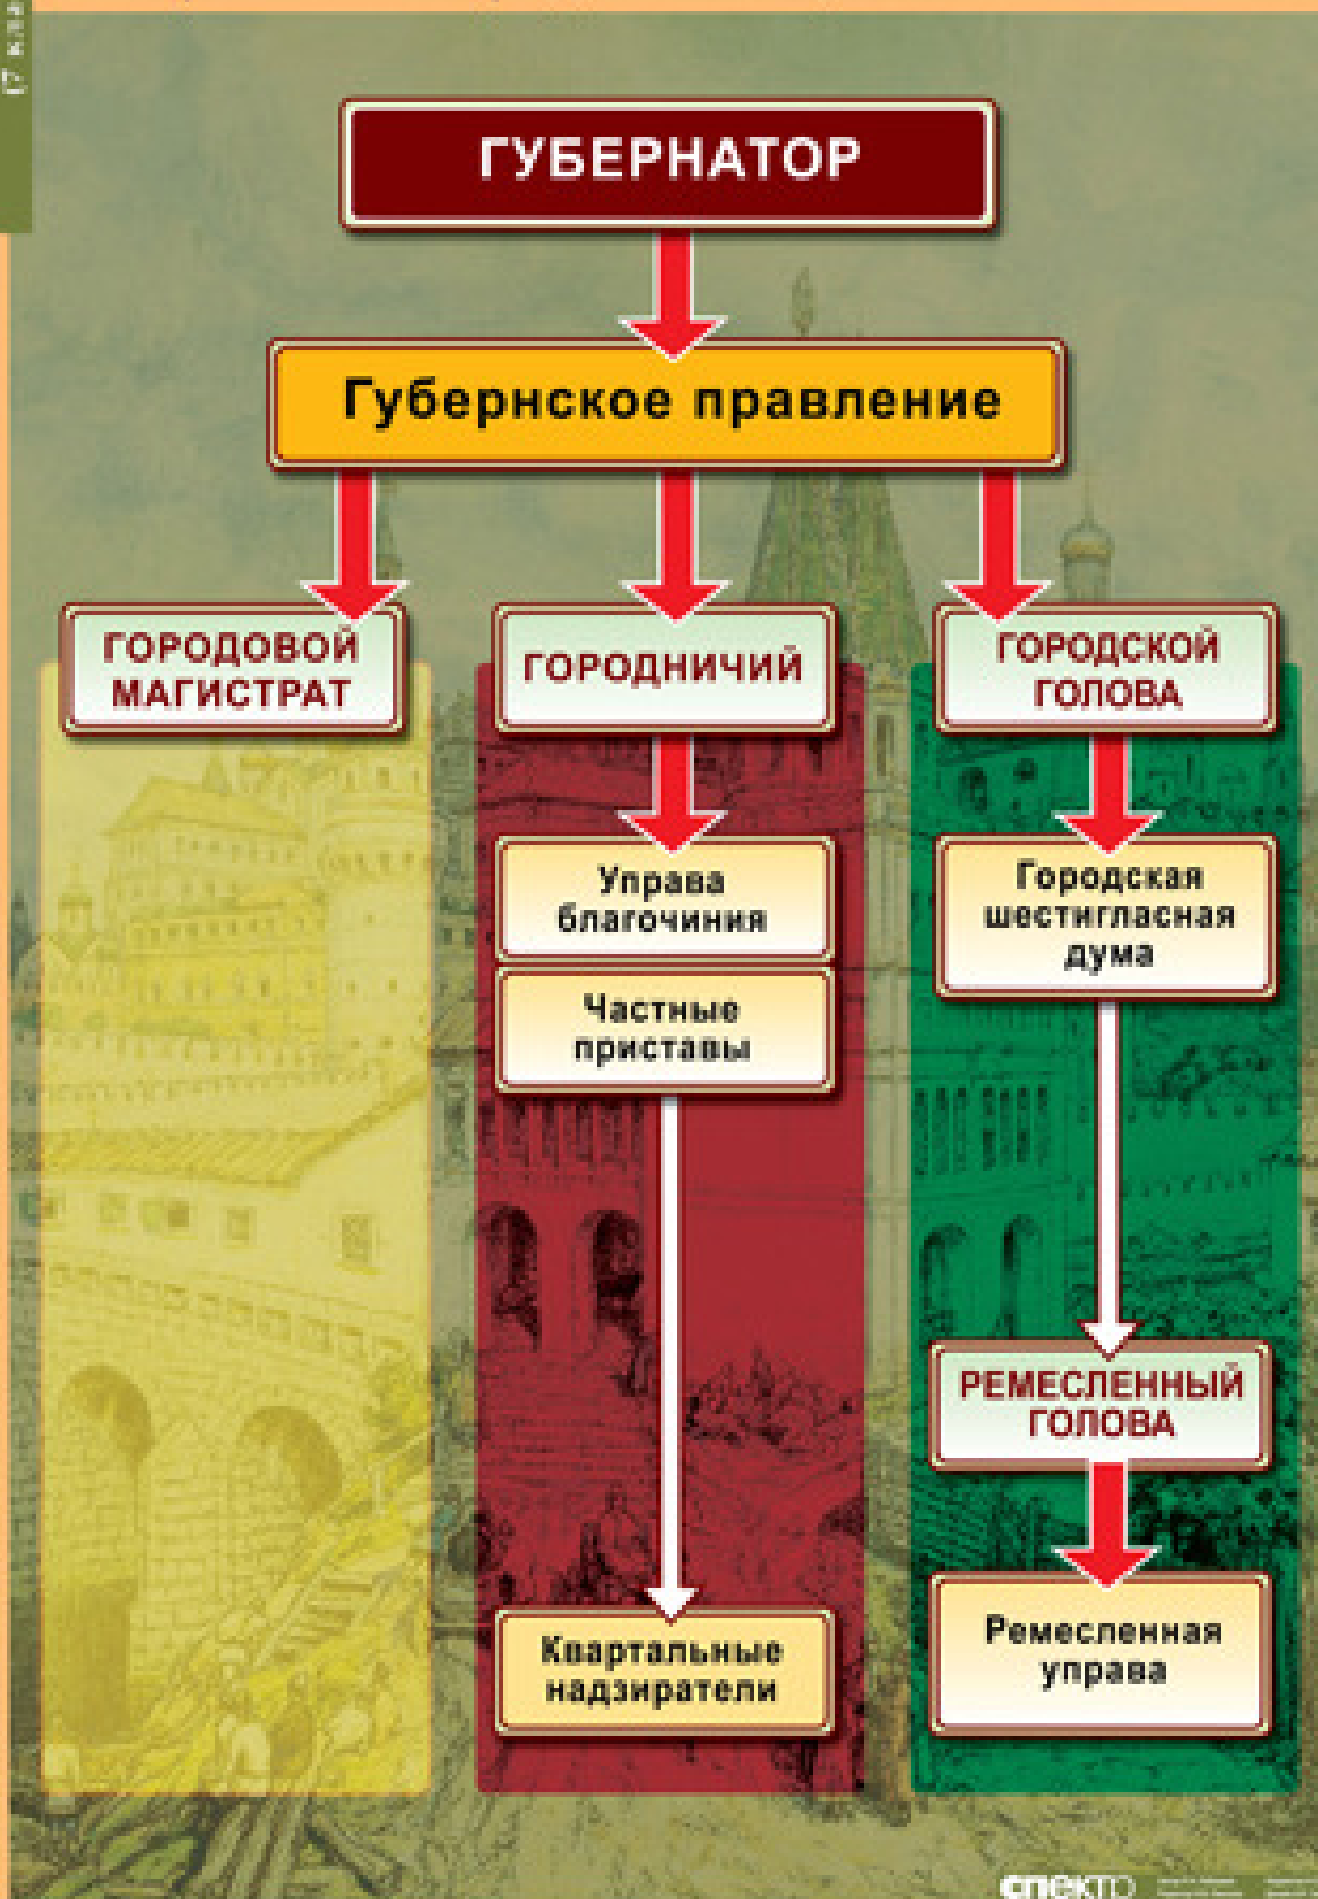 ГУБЕРНАТОР
Губернское правление
ГОРОДОВОЙ
МАГИСТРАТ
ГОРОДНИЧИЙ
ГОРОДСКОЙ
ГОЛОВА
Управа
благочиния
Городская
шестигласная
дума
Частные
приставы
РЕМЕСЛЕННЫЙ
ГОЛОВА
Квартальные
надзиратели
Ремесленная
управа